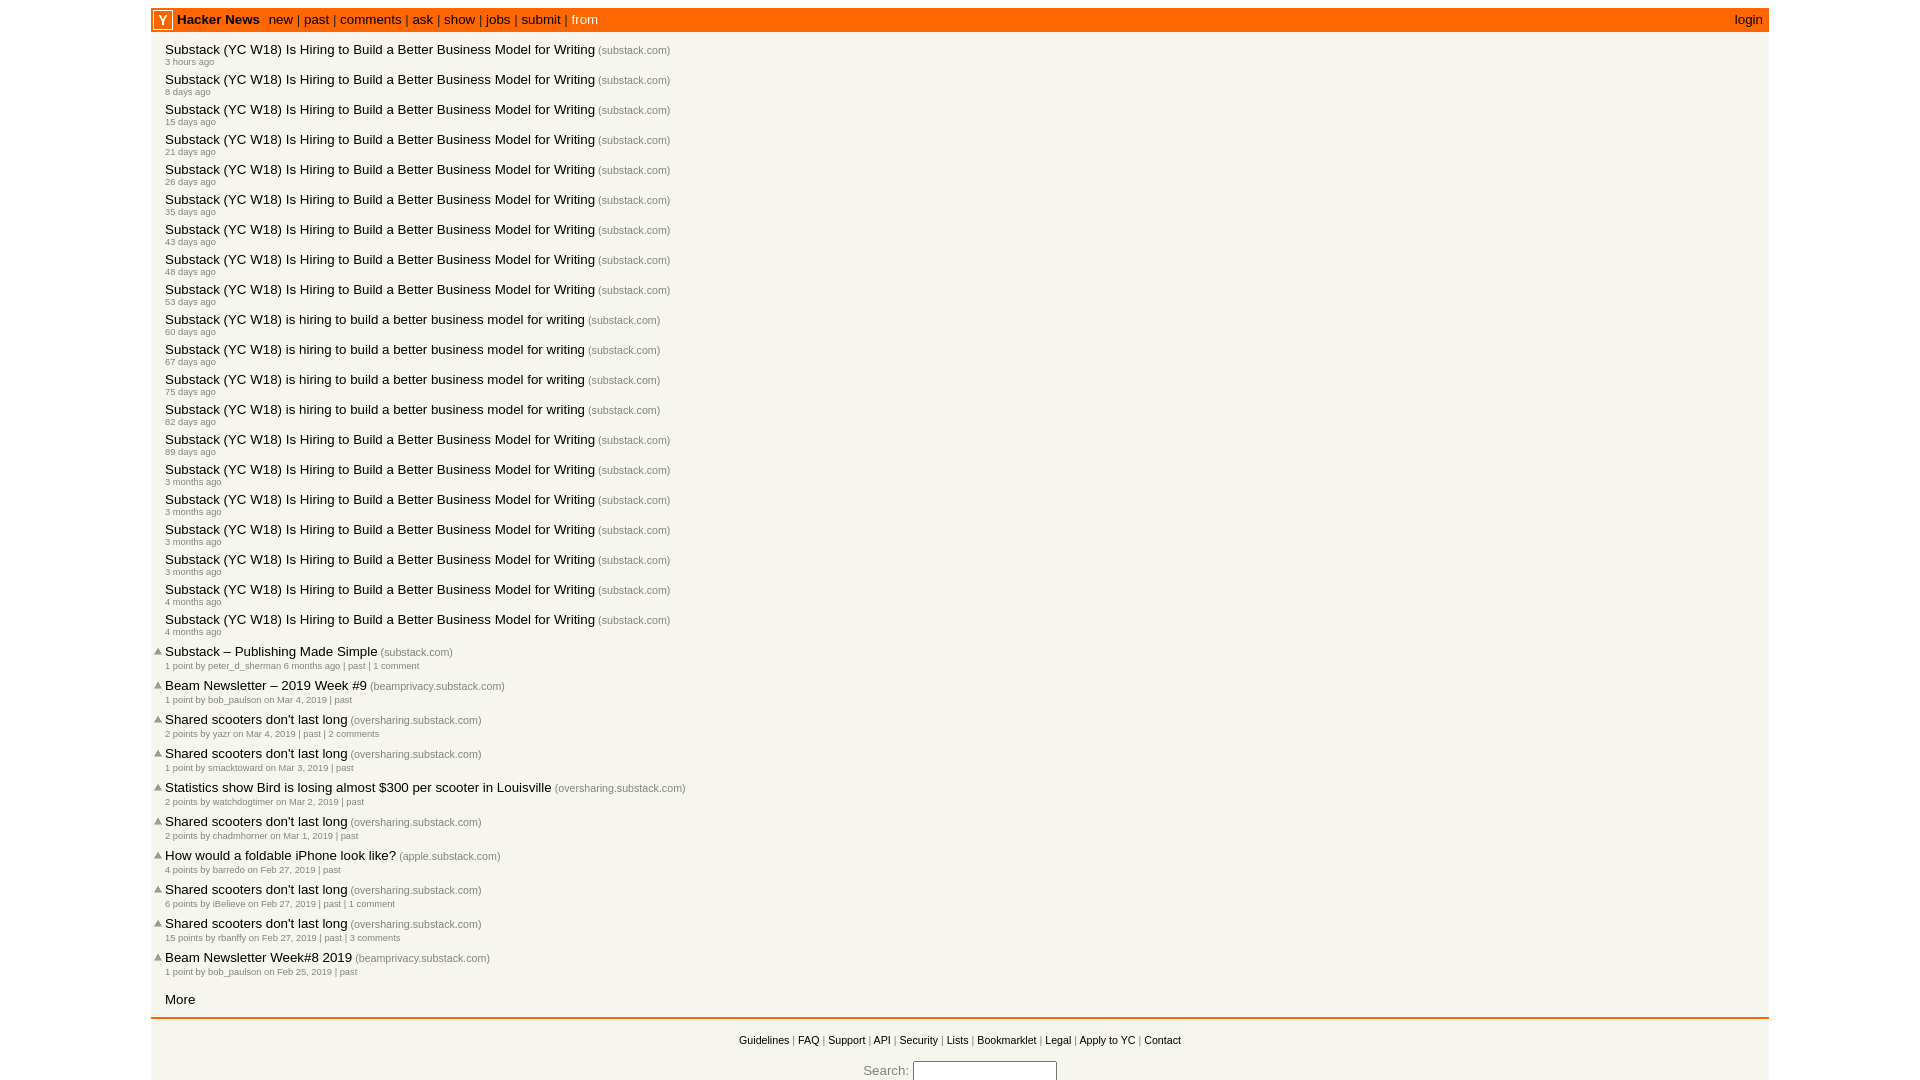 Y Hacker News new | past | comments | ask | show | jobs | submit | from login
Substack (YC W18) Is Hiring to Build a Better Business Model for Writing (substack.com)
3 hours ago
Substack (YC W18) Is Hiring to Build a Better Business Model for Writing (substack.com)
8 days ago
Substack (YC W18) Is Hiring to Build a Better Business Model for Writing (substack.com)
15 days ago
Substack (YC W18) Is Hiring to Build a Better Business Model for Writing (substack.com)
21 days ago
Substack (YC W18) Is Hiring to Build a Better Business Model for Writing (substack.com)
26 days ago
Substack (YC W18) Is Hiring to Build a Better Business Model for Writing (substack.com)
35 days ago
Substack (YC W18) Is Hiring to Build a Better Business Model for Writing (substack.com)
43 days ago
Substack (YC W18) Is Hiring to Build a Better Business Model for Writing (substack.com)
48 days ago
Substack (YC W18) Is Hiring to Build a Better Business Model for Writing (substack.com)
53 days ago
Substack (YC W18) is hiring to build a better business model for writing (substack.com)
60 days ago
Substack (YC W18) is hiring to build a better business model for writing (substack.com)
67 days ago
Substack (YC W18) is hiring to build a better business model for writing (substack.com)
75 days ago
Substack (YC W18) is hiring to build a better business model for writing (substack.com)
82 days ago
Substack (YC W18) Is Hiring to Build a Better Business Model for Writing (substack.com)
89 days ago
Substack (YC W18) Is Hiring to Build a Better Business Model for Writing (substack.com)
3 months ago
Substack (YC W18) Is Hiring to Build a Better Business Model for Writing (substack.com)
3 months ago
Substack (YC W18) Is Hiring to Build a Better Business Model for Writing (substack.com)
3 months ago
Substack (YC W18) Is Hiring to Build a Better Business Model for Writing (substack.com)
3 months ago
Substack (YC W18) Is Hiring to Build a Better Business Model for Writing (substack.com)
4 months ago
Substack (YC W18) Is Hiring to Build a Better Business Model for Writing (substack.com)
4 months ago
Substack – Publishing Made Simple (substack.com)
1 point by peter_d_sherman 6 months ago | past | 1 comment
Beam Newsletter – 2019 Week #9 (beamprivacy.substack.com)
1 point by bob_paulson on Mar 4, 2019 | past
Shared scooters don't last long (oversharing.substack.com)
2 points by yazr on Mar 4, 2019 | past | 2 comments
Shared scooters don't last long (oversharing.substack.com)
1 point by smacktoward on Mar 3, 2019 | past
Statistics show Bird is losing almost $300 per scooter in Louisville (oversharing.substack.com)
2 points by watchdogtimer on Mar 2, 2019 | past
Shared scooters don't last long (oversharing.substack.com)
2 points by chadmhorner on Mar 1, 2019 | past
How would a foldable iPhone look like? (apple.substack.com)
4 points by barredo on Feb 27, 2019 | past
Shared scooters don't last long (oversharing.substack.com)
6 points by iBelieve on Feb 27, 2019 | past | 1 comment
Shared scooters don't last long (oversharing.substack.com)
15 points by rbanffy on Feb 27, 2019 | past | 3 comments
Beam Newsletter Week#8 2019 (beamprivacy.substack.com)
1 point by bob_paulson on Feb 25, 2019 | past
More
Guidelines | FAQ | Support | API | Security | Lists | Bookmarklet | Legal | Apply to YC | Contact
Search: